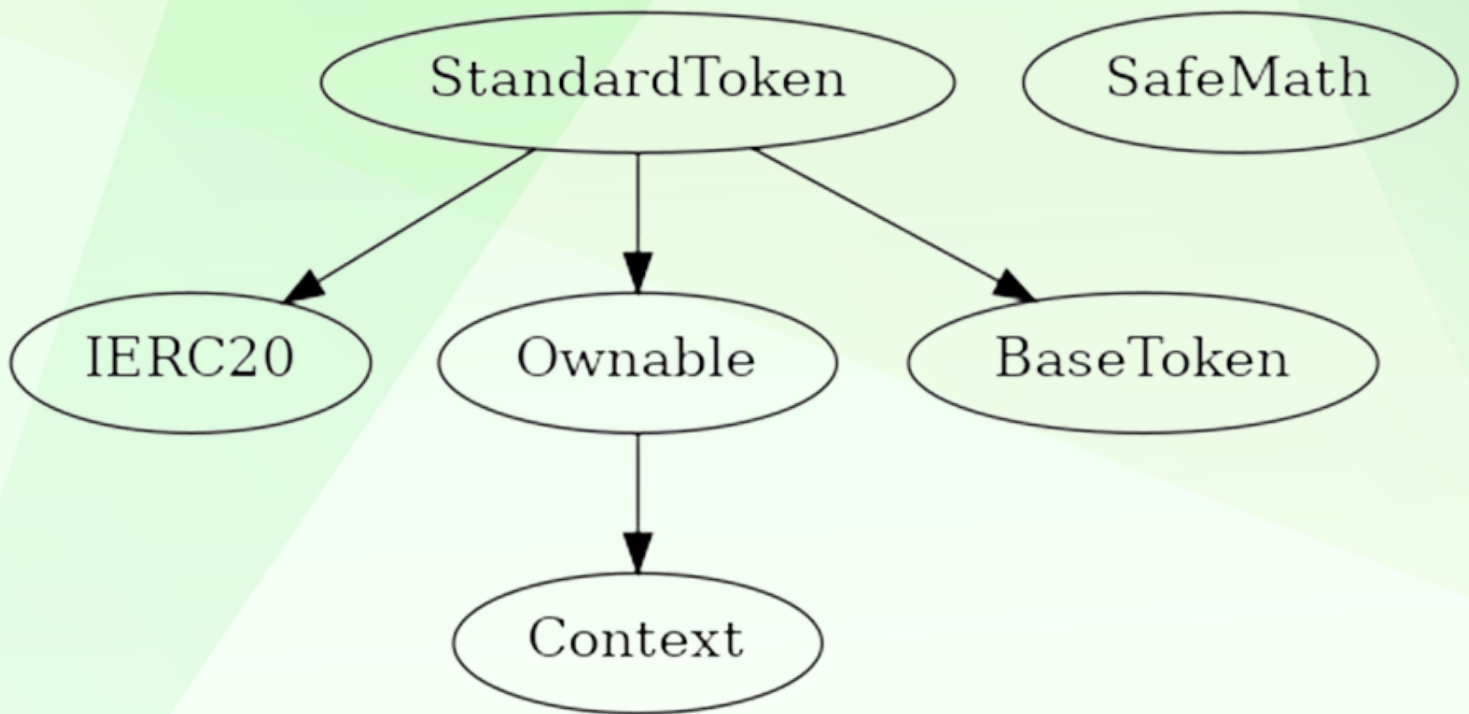 StandardToken
SafeMath
IERC20
Ownable
BaseToken
Context